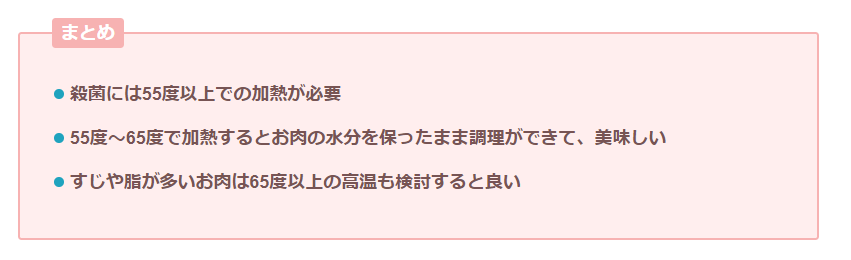 まとめ
殺菌には55度以上での加熱が必要
55度～65度で加熱するとお肉の水分を保ったまま調理ができて、美味しい
すじや脂が多いお肉は65度以上の高温も検討すると良い